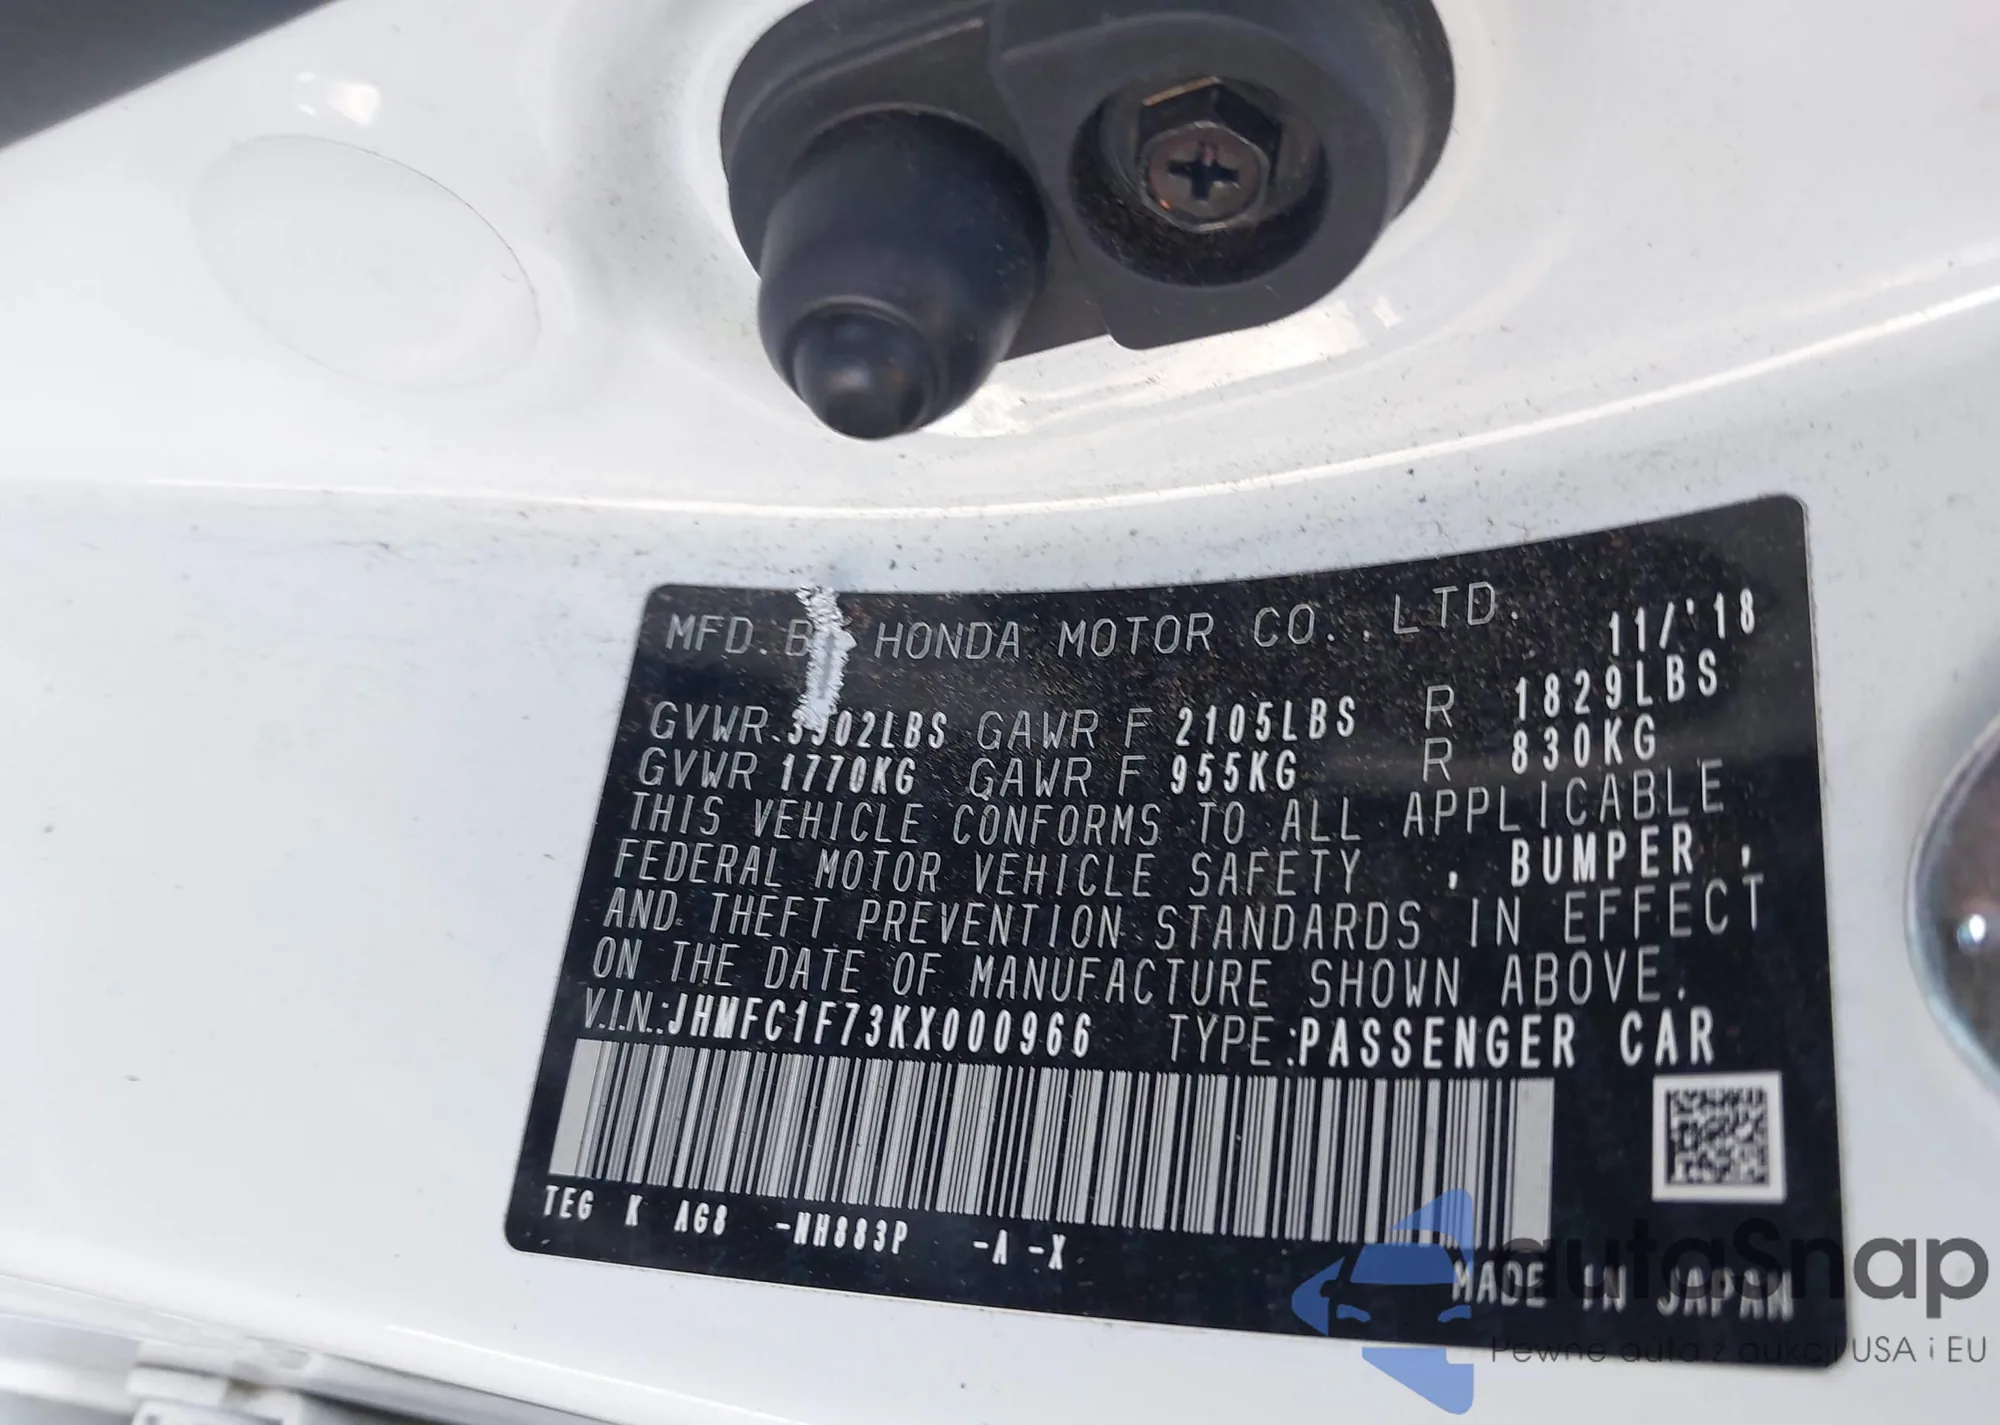 MFD. BY HONDA MOTOR CO., LTD. 11/'18
GVWR 3902LBS GAWR F 2105LBS R 1829LBS
GVWR 1770KG GAWR F 955KG R 830KG
THIS VEHICLE CONFORMS TO ALL APPLICABLE
FEDERAL MOTOR VEHICLE SAFETY , BUMPER ,
AND THEFT PREVENTION STANDARDS IN EFFECT
ON THE DATE OF MANUFACTURE SHOWN ABOVE.
V.I.N.:JHMFC1F73KX000966 TYPE:PASSENGER CAR
TEG K AG8 -NH883P -A -X
MADE IN JAPAN
autoSnap
Pewne auta z aukcji USA i EU